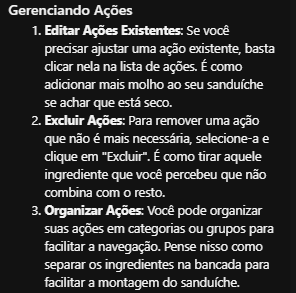 Gerenciando Ações
1. Editar Ações Existentes: Se você
precisar ajustar uma ação existente, basta
clicar nela na lista de ações. É como
adicionar mais molho ao seu sanduíche
se achar que está seco.
2. Excluir Ações: Para remover uma ação
que não é mais necessária, selecione-a e
clique em "Excluir". É como tirar aquele
ingrediente que você percebeu que não
combina com o resto.
3. Organizar Ações: Você pode organizar
suas ações em categorias ou grupos para
facilitar a navegação. Pense nisso como
separar os ingredientes na bancada para
facilitar a montagem do sanduíche.